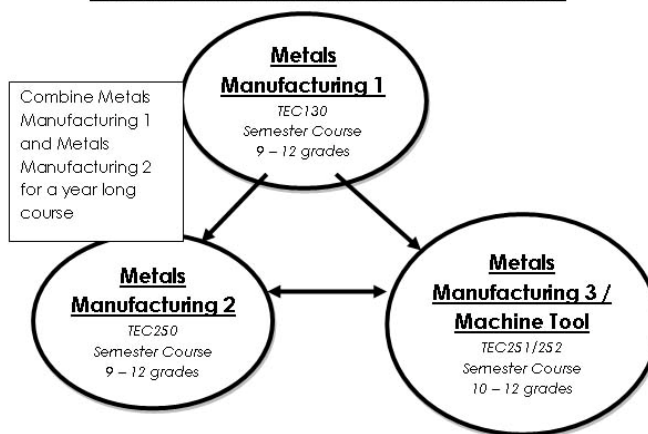 Metals
Manufacturing 1
TEC130
Semester Course
9 – 12 grades
Combine Metals
Manufacturing 1
and Metals
Manufacturing 2
for a year long
course
Metals
Manufacturing 2
TEC250
Semester Course
9 – 12 grades
Metals
Manufacturing 3 /
Machine Tool
TEC251/252
Semester Course
10 – 12 grades